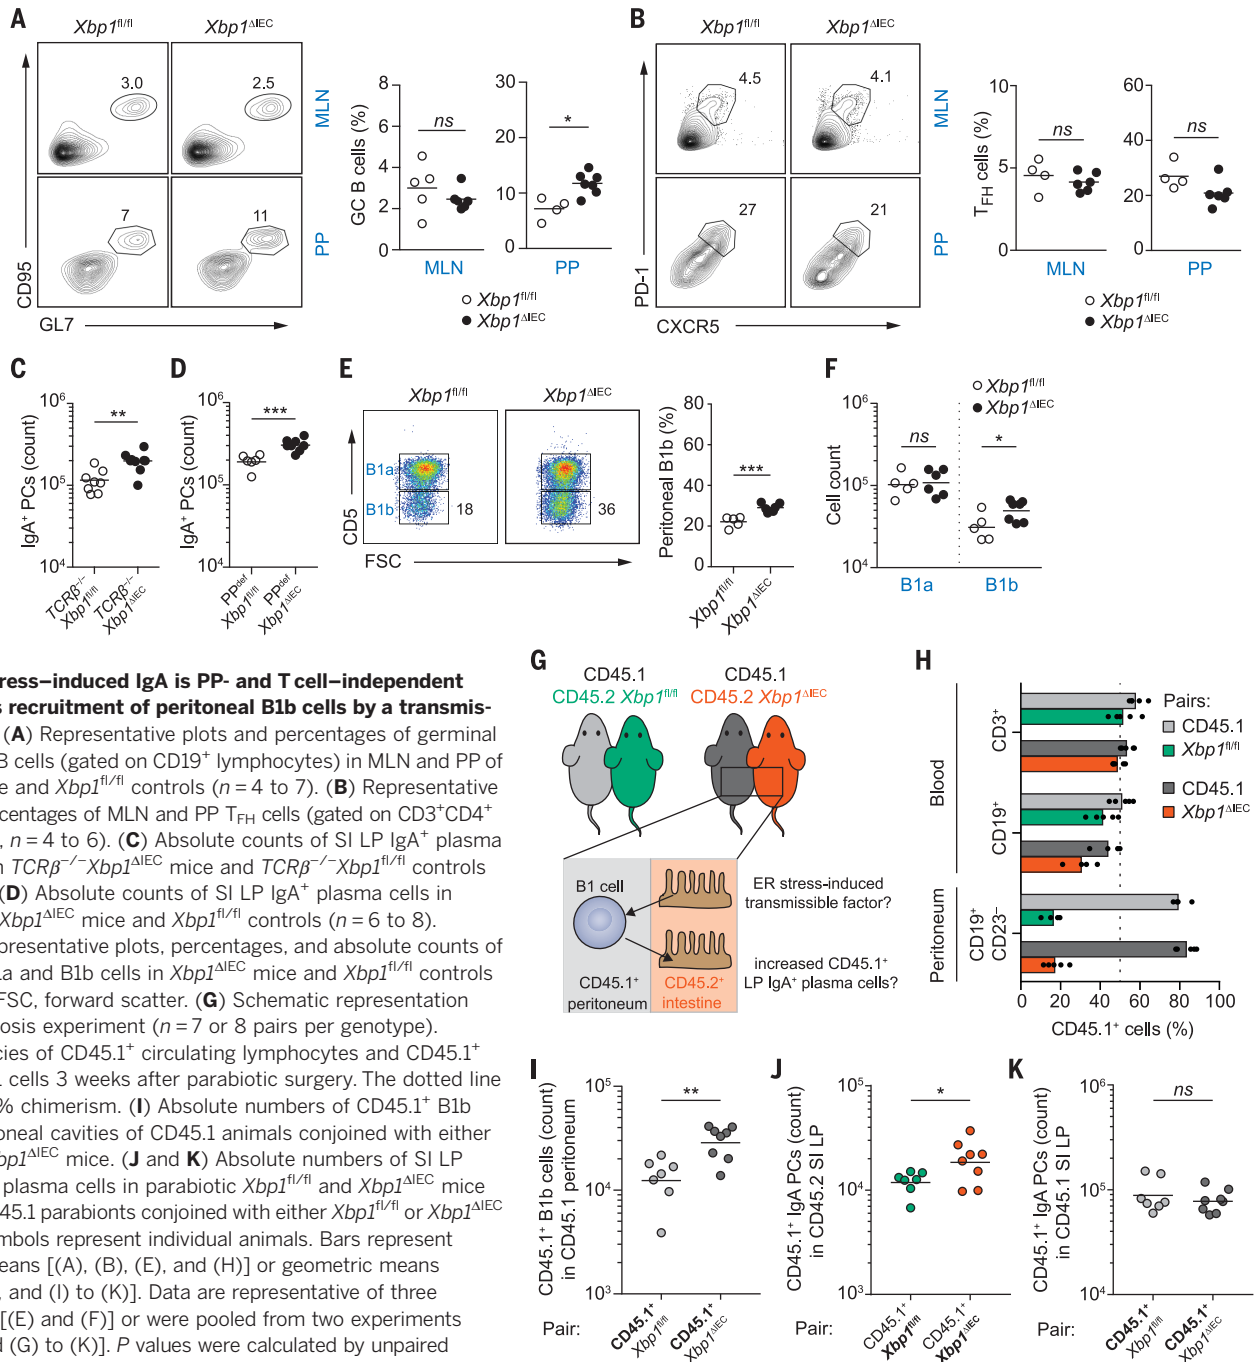 A
B
Xbp1fl/fl
Xbp1ΔIEC
Xbp1fl/fl
Xbp1ΔIEC
3.0
2.5
MLN
7
11
PP
CD95
GL7
GC B cells (%)
8
6
4
2
0
ns
MLN
30
20
10
0
*
PP
Xbp1fl/fl
Xbp1ΔIEC
4.5
4.1
MLN
27
21
PP
PD-1
CXCR5
TFH cells (%)
10
5
0
ns
MLN
60
40
20
0
ns
PP
Xbp1fl/fl
Xbp1ΔIEC
C
IgA+ PCs (count)
10^6
10^5
10^4
**
TCRβ−/− Xbp1fl/fl
TCRβ−/− Xbp1ΔIEC
D
IgA+ PCs (count)
10^6
10^5
10^4
***
PPdef Xbp1fl/fl
PPdef Xbp1ΔIEC
E
Xbp1fl/fl
Xbp1ΔIEC
B1a
B1b
18
36
CD5
FSC
Peritoneal B1b (%)
80
60
40
20
0
***
Xbp1fl/fl
Xbp1ΔIEC
F
Xbp1fl/fl
Xbp1ΔIEC
Cell count
10^6
10^5
10^4
ns
*
B1a
B1b
ress–induced IgA is PP- and T cell–independent
s recruitment of peritoneal B1b cells by a transmis-
(A) Representative plots and percentages of germinal
B cells (gated on CD19+ lymphocytes) in MLN and PP of
e and Xbp1fl/fl controls (n = 4 to 7). (B) Representative
centages of MLN and PP TFH cells (gated on CD3+CD4+
, n = 4 to 6). (C) Absolute counts of SI LP IgA+ plasma
n TCRβ−/−Xbp1ΔIEC mice and TCRβ−/−Xbp1fl/fl controls
(D) Absolute counts of SI LP IgA+ plasma cells in
Xbp1ΔIEC mice and Xbp1fl/fl controls (n = 6 to 8).
presentative plots, percentages, and absolute counts of
1a and B1b cells in Xbp1ΔIEC mice and Xbp1fl/fl controls
FSC, forward scatter. (G) Schematic representation
osis experiment (n = 7 or 8 pairs per genotype).
cies of CD45.1+ circulating lymphocytes and CD45.1+
L cells 3 weeks after parabiotic surgery. The dotted line
% chimerism. (I) Absolute numbers of CD45.1+ B1b
oneal cavities of CD45.1 animals conjoined with either
bp1ΔIEC mice. (J and K) Absolute numbers of SI LP
plasma cells in parabiotic Xbp1fl/fl and Xbp1ΔIEC mice
D45.1 parabionts conjoined with either Xbp1fl/fl or Xbp1ΔIEC
mbols represent individual animals. Bars represent
eans [(A), (B), (E), and (H)] or geometric means
, and (I) to (K)]. Data are representative of three
[(E) and (F)] or were pooled from two experiments
d (G) to (K)]. P values were calculated by unpaired
G
CD45.1
CD45.2 Xbp1fl/fl
CD45.1
CD45.2 Xbp1ΔIEC
B1 cell
CD45.1+
peritoneum
CD45.2+
intestine
ER stress-induced
transmissible factor?
increased CD45.1+
LP IgA+ plasma cells?
H
Blood
Peritoneum
CD3+
CD19+
CD19+
CD23−
0 20 40 60 80 100
CD45.1+ cells (%)
Pairs:
CD45.1
Xbp1fl/fl
CD45.1
Xbp1ΔIEC
I
CD45.1+ B1b cells (count)
in CD45.1 peritoneum
10^5
10^4
10^3
**
Pair:
CD45.1+
Xbp1fl/fl
CD45.1+
Xbp1ΔIEC
J
CD45.1+ IgA PCs (count)
in CD45.2 SI LP
10^5
10^4
10^3
*
Pair:
CD45.1+
Xbp1fl/fl
CD45.1+
Xbp1ΔIEC
K
CD45.1+ IgA PCs (count)
in CD45.1 SI LP
10^6
10^5
10^4
ns
Pair:
CD45.1+
Xbp1fl/fl
CD45.1+
Xbp1ΔIEC